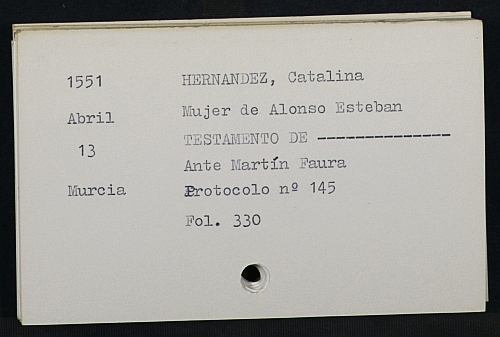 1551 HERNANDEZ, Catalina
Abril Mujer de Alonso Esteban
13 TESTAMENTO DE --------------
Ante Martín Faura
Murcia Protocolo nº 145
Fol. 330